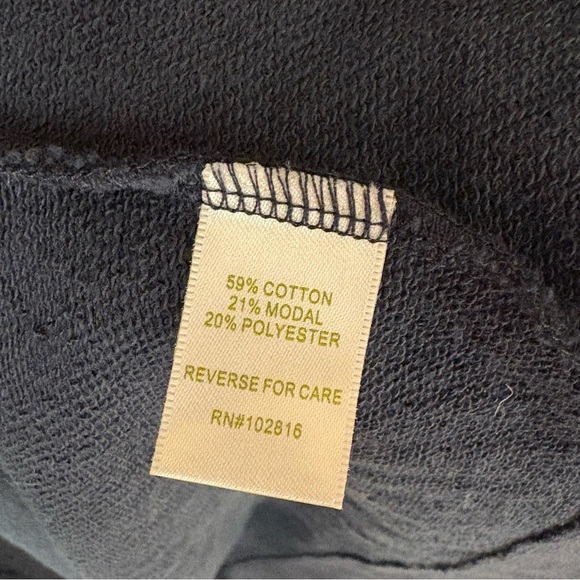 59% COTTON
21% MODAL
20% POLYESTER
REVERSE FOR CARE
RN#102816